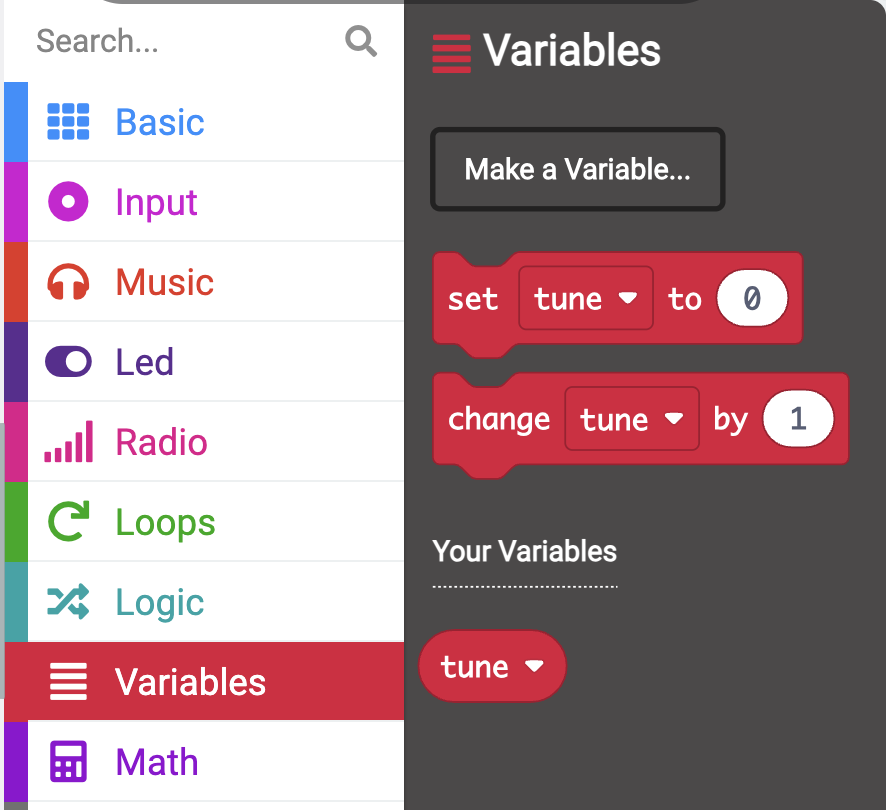 Search...
Basic
Input
Music
Led
Radio
Loops
Logic
Variables
Math
Variables
Make a Variable...
set tune to 0
change tune by 1
Your Variables
tune